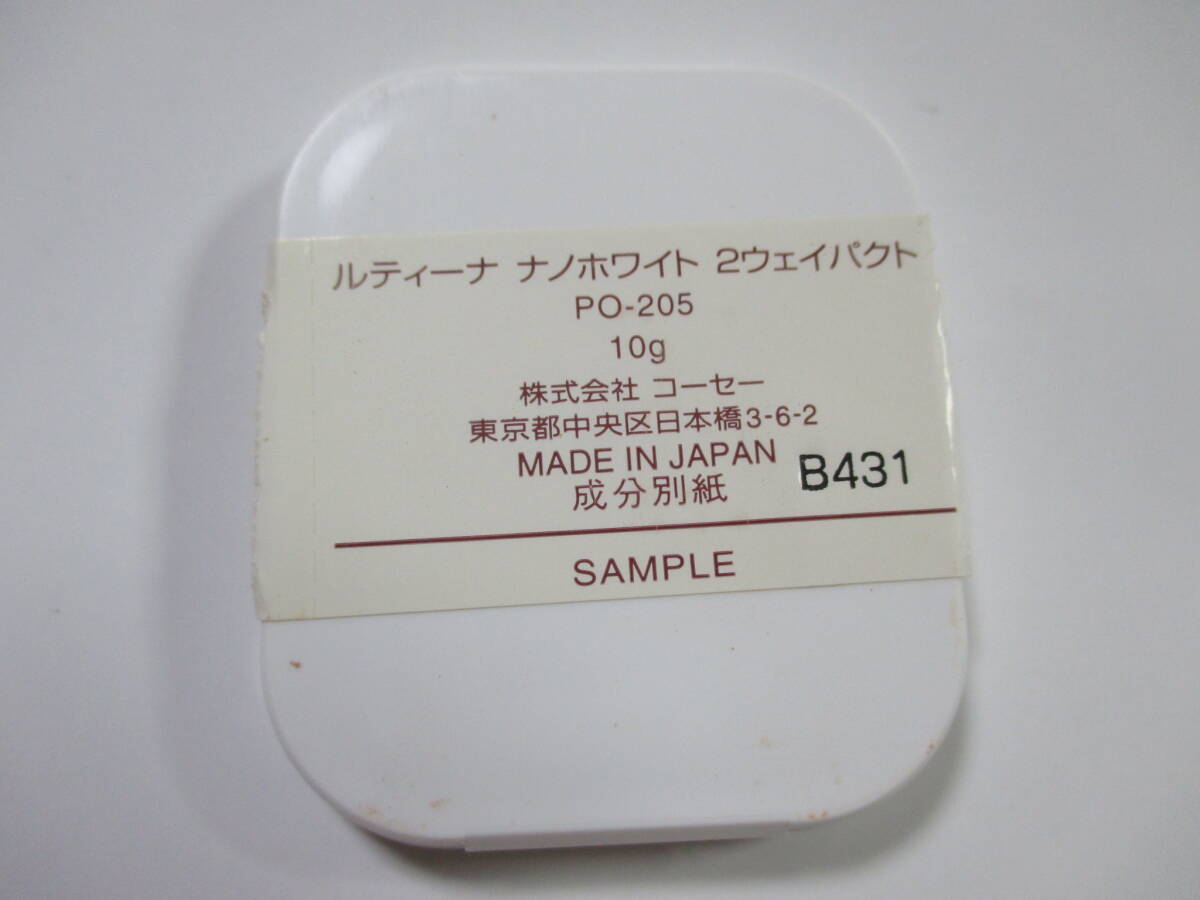 ルティーナ ナノホワイト 2ウェイパクト
PO-205
10g
株式会社 コーセー
東京都中央区日本橋3-6-2
MADE IN JAPAN
成分別紙
B431
SAMPLE